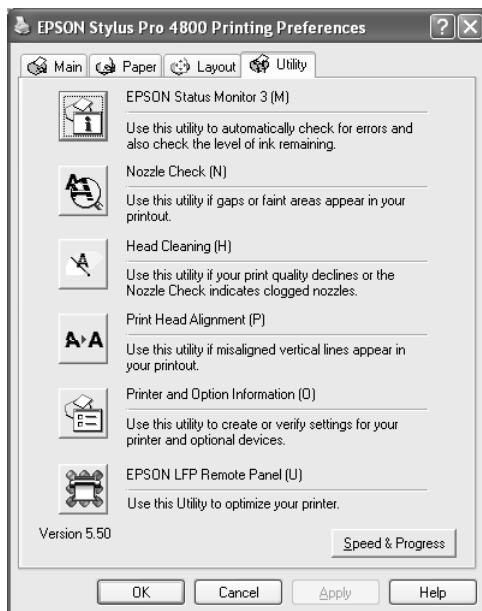 EPSON Stylus Pro 4800 Printing Preferences
Main Paper Layout Utility
EPSON Status Monitor 3 (M)
Use this utility to automatically check for errors and
also check the level of ink remaining.
Nozzle Check (N)
Use this utility if gaps or faint areas appear in your
printout.
Head Cleaning (H)
Use this utility if your print quality declines or the
Nozzle Check indicates clogged nozzles.
Print Head Alignment (P)
Use this utility if misaligned vertical lines appear in
your printout.
Printer and Option Information (O)
Use this utility to create or verify settings for your
printer and optional devices.
EPSON LFP Remote Panel (U)
Use this Utility to optimize your printer.
Version 5.50
Speed & Progress
OK Cancel Apply Help